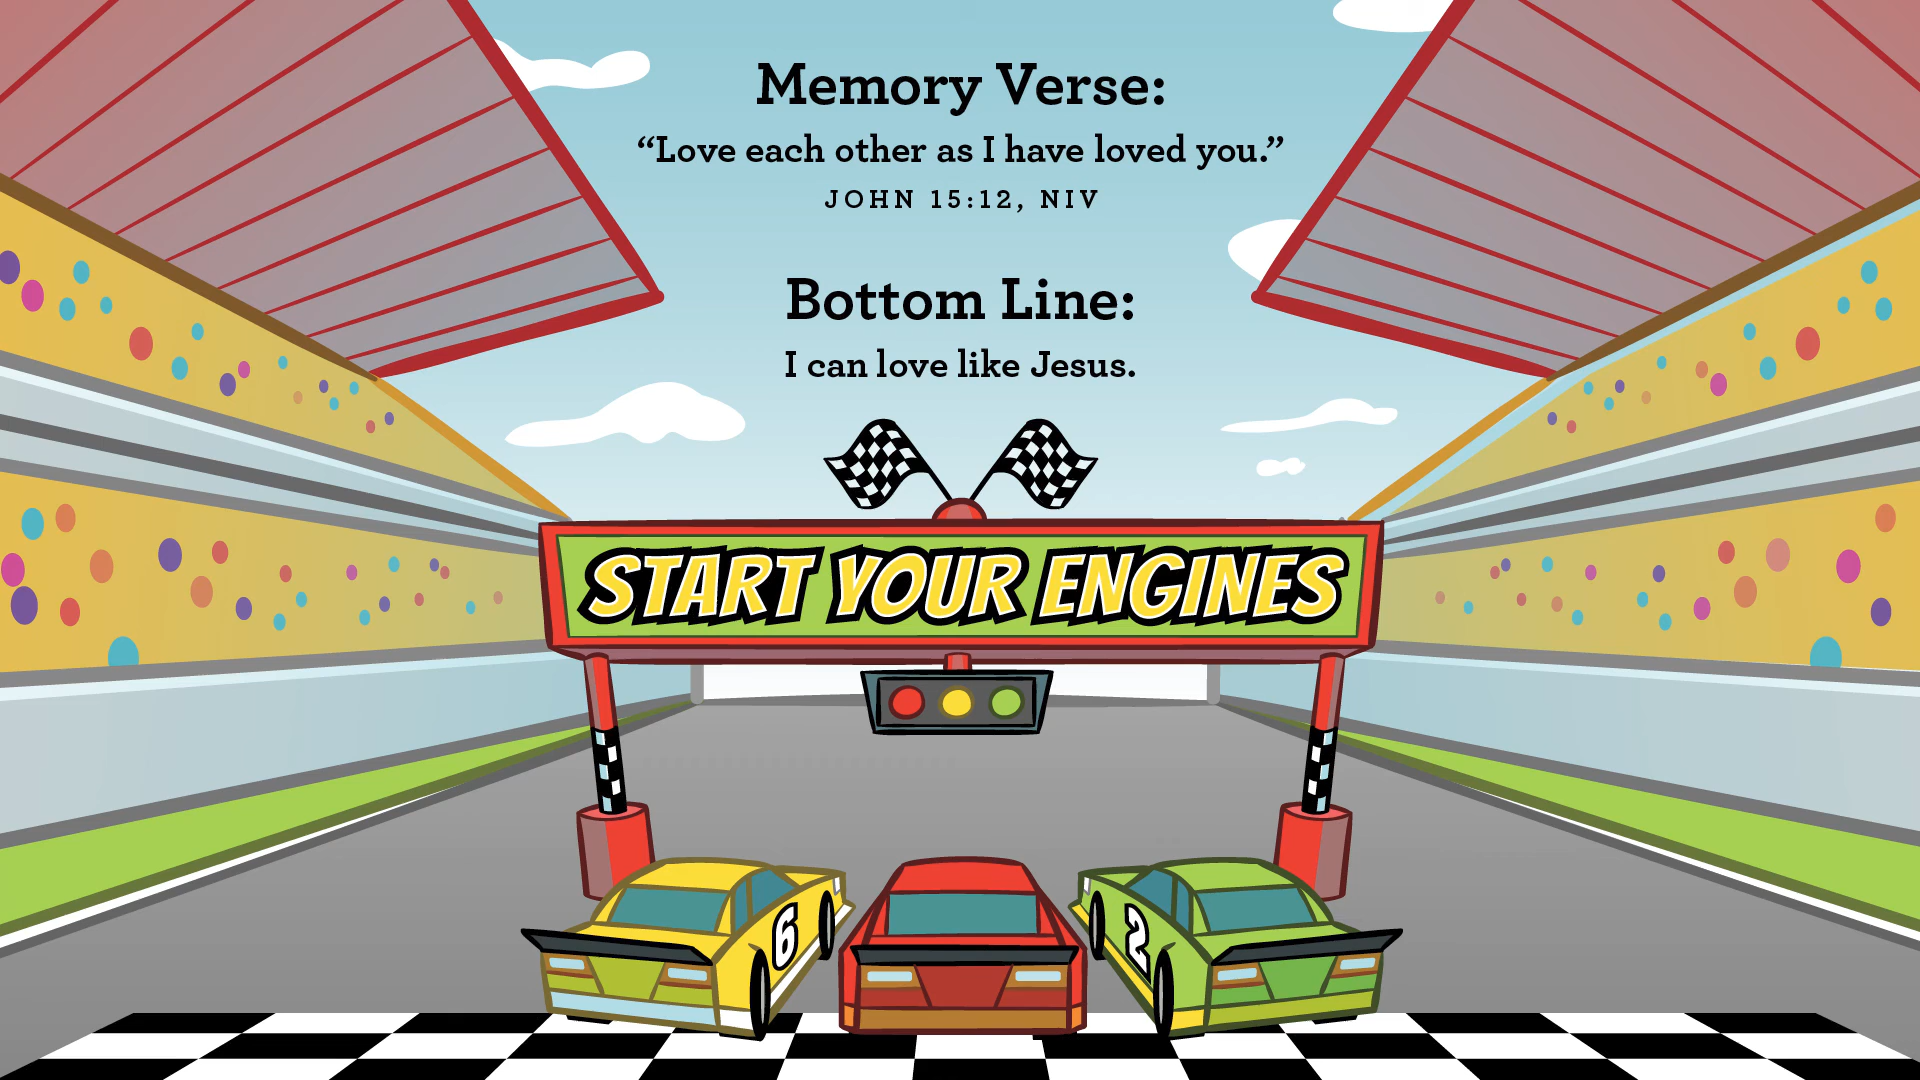 Memory Verse:
“Love each other as I have loved you.”
JOHN 15:12, NIV
Bottom Line:
I can love like Jesus.
START YOUR ENGINES
6
2